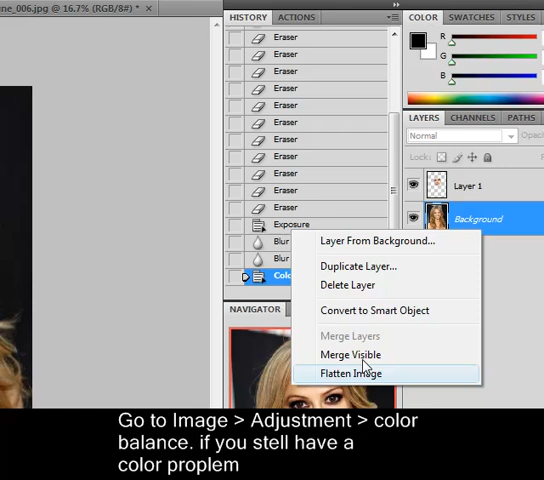 ne_006.jpg @ 16.7% (RGB/8#) * ×
HISTORY
ACTIONS
Eraser
Eraser
Eraser
Eraser
Eraser
Eraser
Eraser
Eraser
Eraser
Exposure
Blur
Blur
Colo
NAVIGATOR
COLOR
SWATCHES
STYLES
R
G
B
LAYERS
CHANNELS
PATHS
Normal
Opac
Lock:
Layer 1
Background
Layer From Background...
Duplicate Layer...
Delete Layer
Convert to Smart Object
Merge Layers
Merge Visible
Flatten Image
Go to Image > Adjustment > color
balance. if you stell have a
color proplem